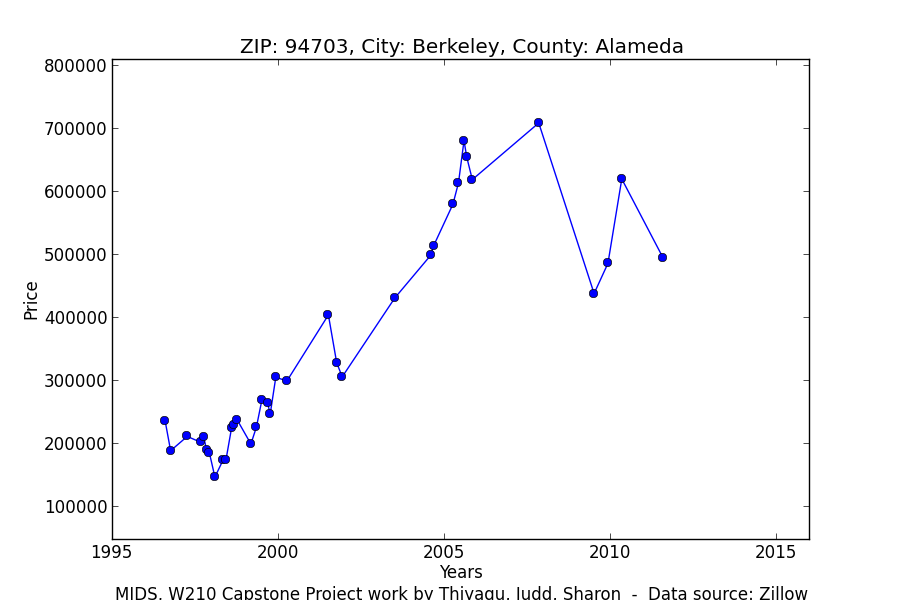 ZIP: 94703, City: Berkeley, County: Alameda
800000
700000
600000
500000
400000
300000
200000
100000
Price
1995 2000 2005 2010 2015
Years
MIDS, W210 Capstone Project work by Thiyagu, Judd, Sharon - Data source: Zillow